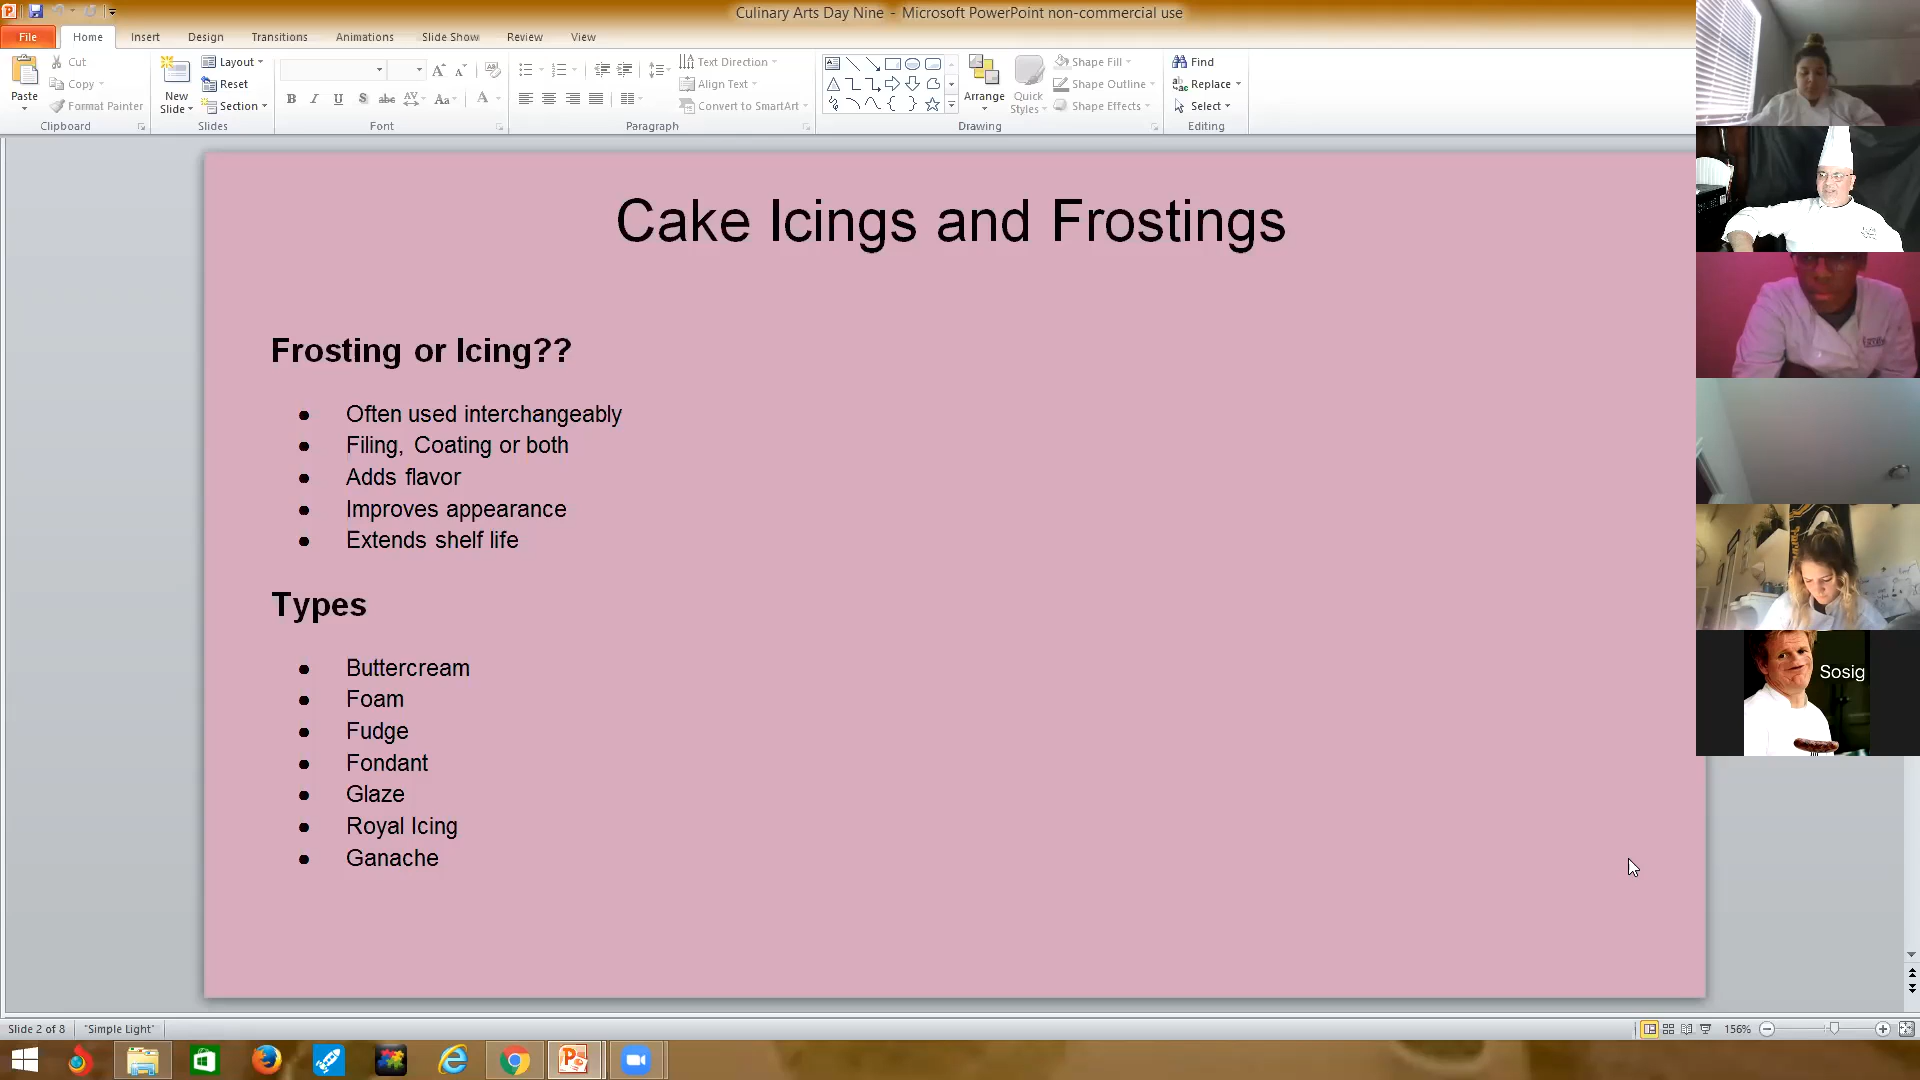 Culinary Arts Day Nine - Microsoft PowerPoint non-commercial use
File Home Insert Design Transitions Animations Slide Show Review View
Paste
Cut
Copy
Format Painter
Clipboard
New Slide
Layout
Reset
Section
Slides
Font
Text Direction
Align Text
Convert to SmartArt
Paragraph
Arrange
Quick Styles
Shape Fill
Shape Outline
Shape Effects
Drawing
Find
Replace
Select
Editing
Cake Icings and Frostings
Frosting or Icing??
Often used interchangeably
Filing, Coating or both
Adds flavor
Improves appearance
Extends shelf life
Types
Buttercream
Foam
Fudge
Fondant
Glaze
Royal Icing
Ganache
Sosig
Slide 2 of 8 "Simple Light" 156%